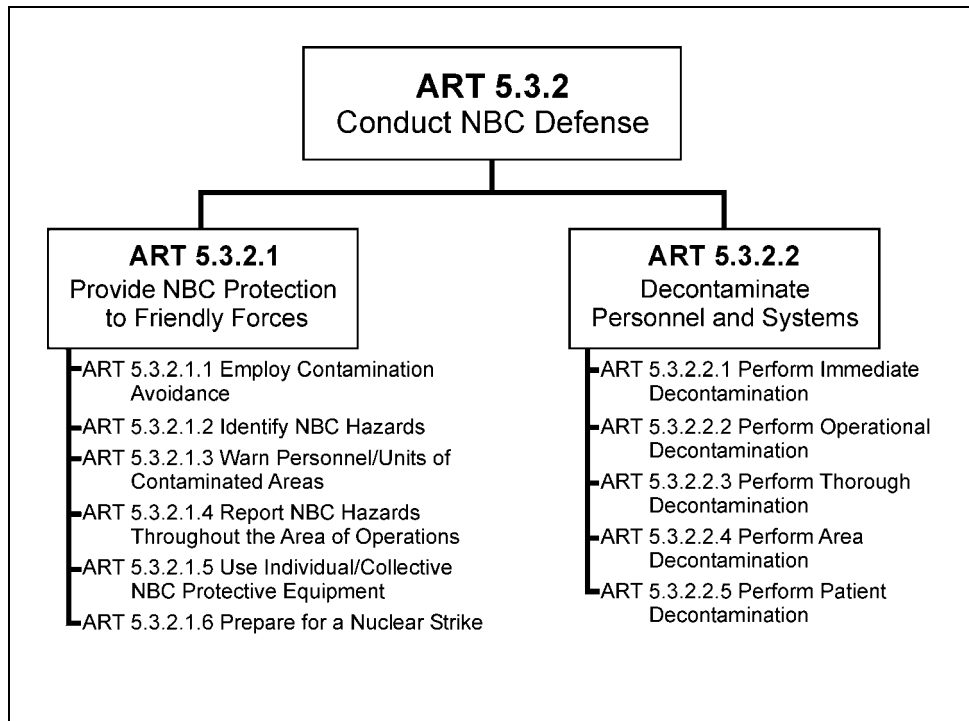 ART 5.3.2
Conduct NBC Defense
ART 5.3.2.1
Provide NBC Protection
to Friendly Forces
ART 5.3.2.1.1 Employ Contamination
Avoidance
ART 5.3.2.1.2 Identify NBC Hazards
ART 5.3.2.1.3 Warn Personnel/Units of
Contaminated Areas
ART 5.3.2.1.4 Report NBC Hazards
Throughout the Area of Operations
ART 5.3.2.1.5 Use Individual/Collective
NBC Protective Equipment
ART 5.3.2.1.6 Prepare for a Nuclear Strike
ART 5.3.2.2
Decontaminate
Personnel and Systems
ART 5.3.2.2.1 Perform Immediate
Decontamination
ART 5.3.2.2.2 Perform Operational
Decontamination
ART 5.3.2.2.3 Perform Thorough
Decontamination
ART 5.3.2.2.4 Perform Area
Decontamination
ART 5.3.2.2.5 Perform Patient
Decontamination